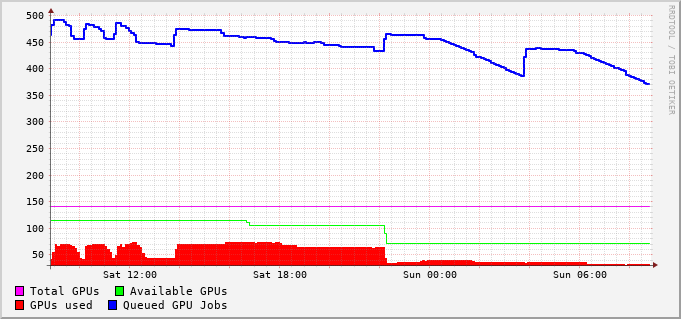 500
450
400
350
300
250
200
150
100
50
Sat 12:00 Sat 18:00 Sun 00:00 Sun 06:00
Total GPUs Available GPUs
GPUs used Queued GPU Jobs
RRDTOOL / TOBI OETIKER